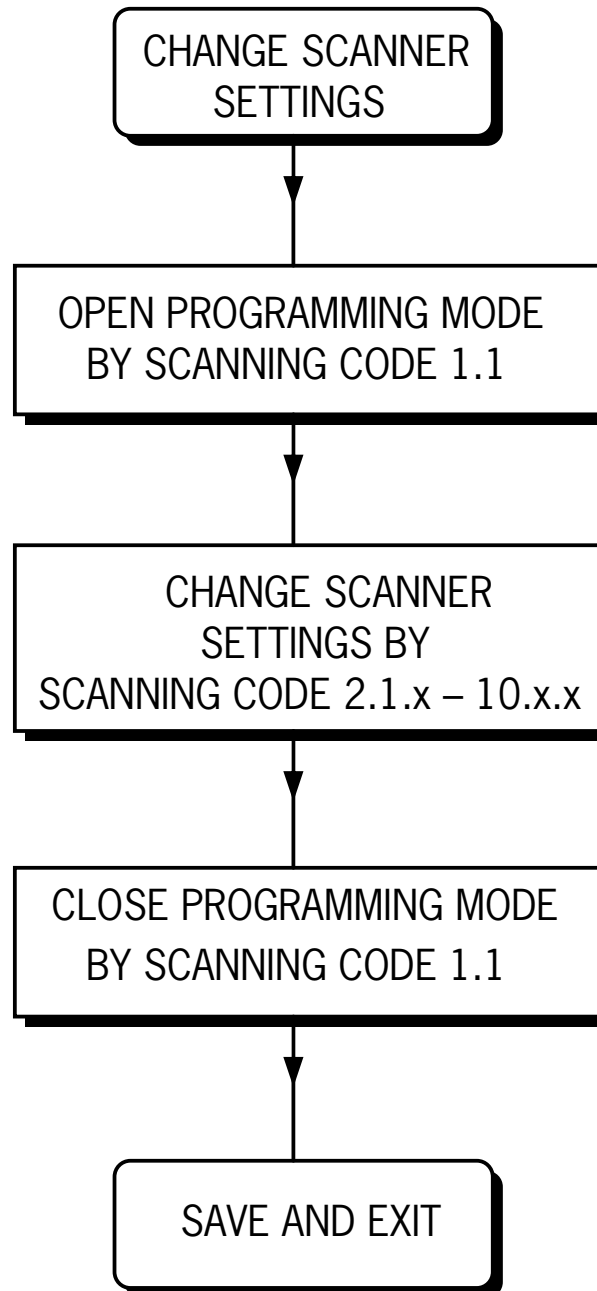 CHANGE SCANNER
SETTINGS
OPEN PROGRAMMING MODE
BY SCANNING CODE 1.1
CHANGE SCANNER
SETTINGS BY
SCANNING CODE 2.1.x – 10.x.x
CLOSE PROGRAMMING MODE
BY SCANNING CODE 1.1
SAVE AND EXIT